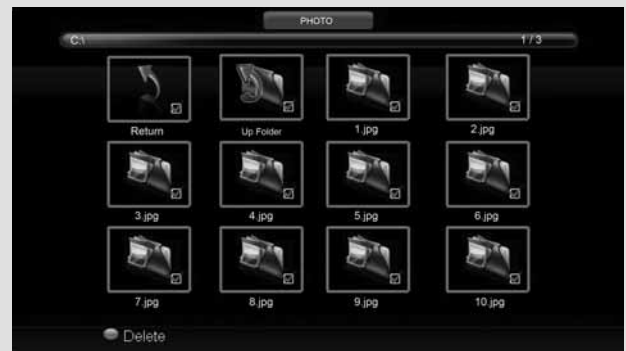 PHOTO
C:\ 1 / 3
Return Up Folder 1.jpg 2.jpg
3.jpg 4.jpg 5.jpg 6.jpg
7.jpg 8.jpg 9.jpg 10.jpg
Delete